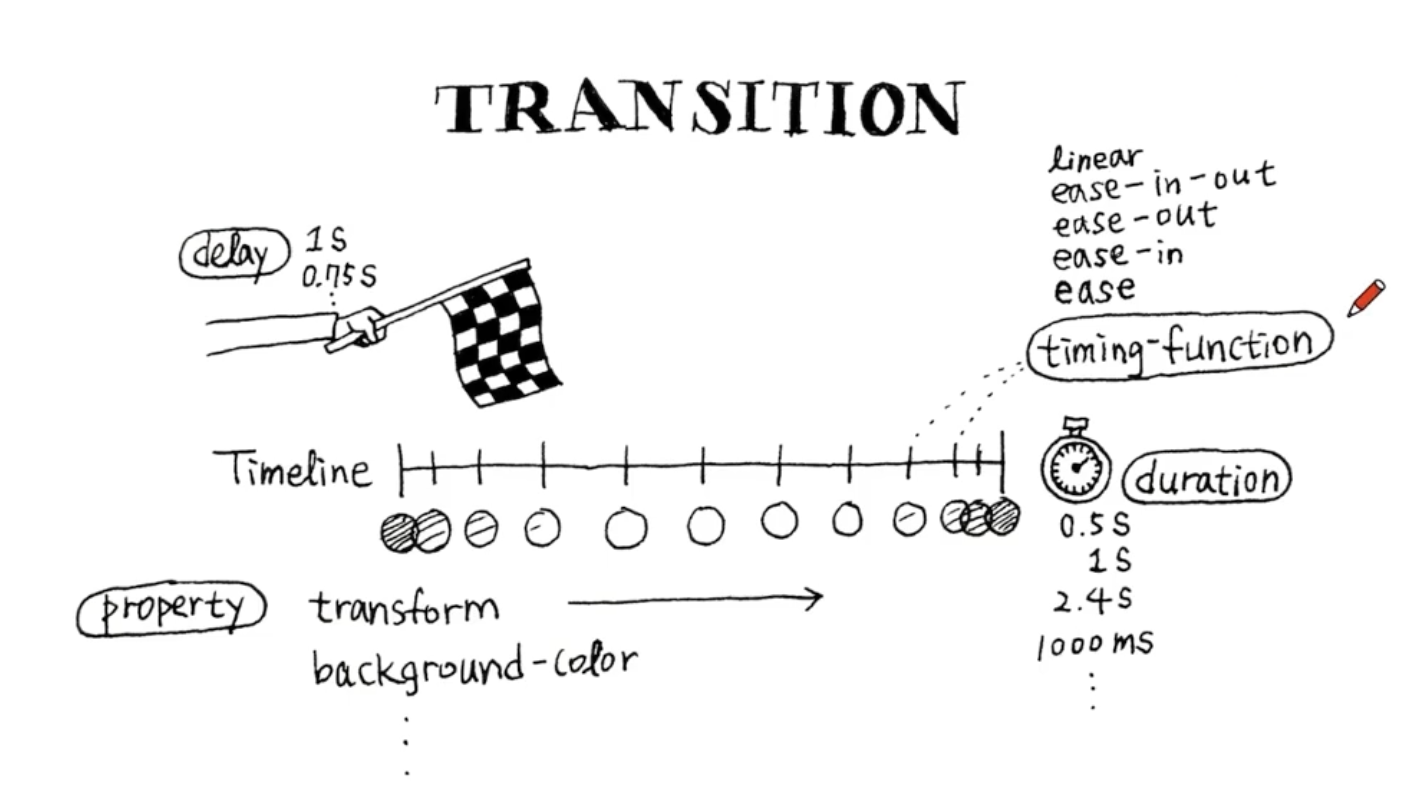 TRANSITION
linear
ease-in-out
ease-out
ease-in
ease
delay
1S
0.75S
timing-function
Timeline
duration
0.5S
1S
2.4S
1000ms
property
transform
background-color